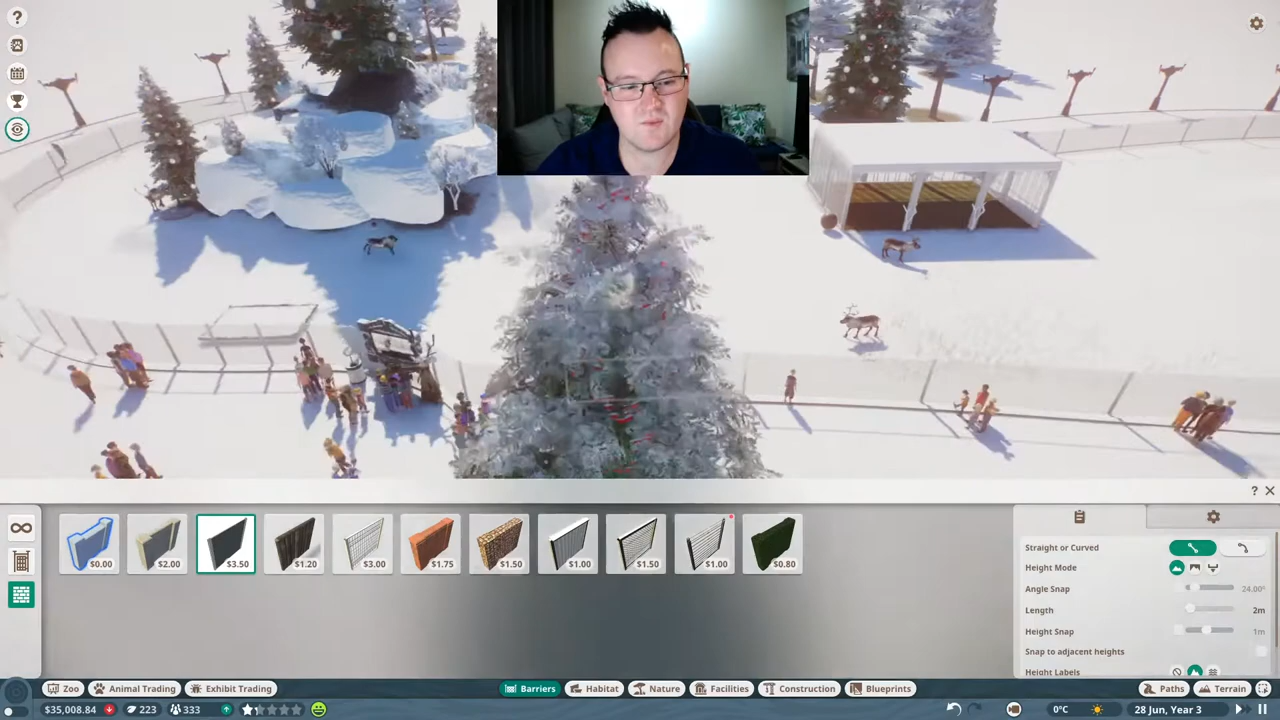 ?
? ×
$0.00 $2.00 $3.50 $1.20 $3.00 $1.75 $1.50 $1.00 $1.50 $1.00 $0.80
Straight or Curved
Height Mode
Angle Snap 24.00°
Length 2m
Height Snap 1m
Snap to adjacent heights
Height Labels
Zoo Animal Trading Exhibit Trading Barriers Habitat Nature Facilities Construction Blueprints Paths Terrain
$35,008.84 223 333 0°C 28 Jun, Year 3